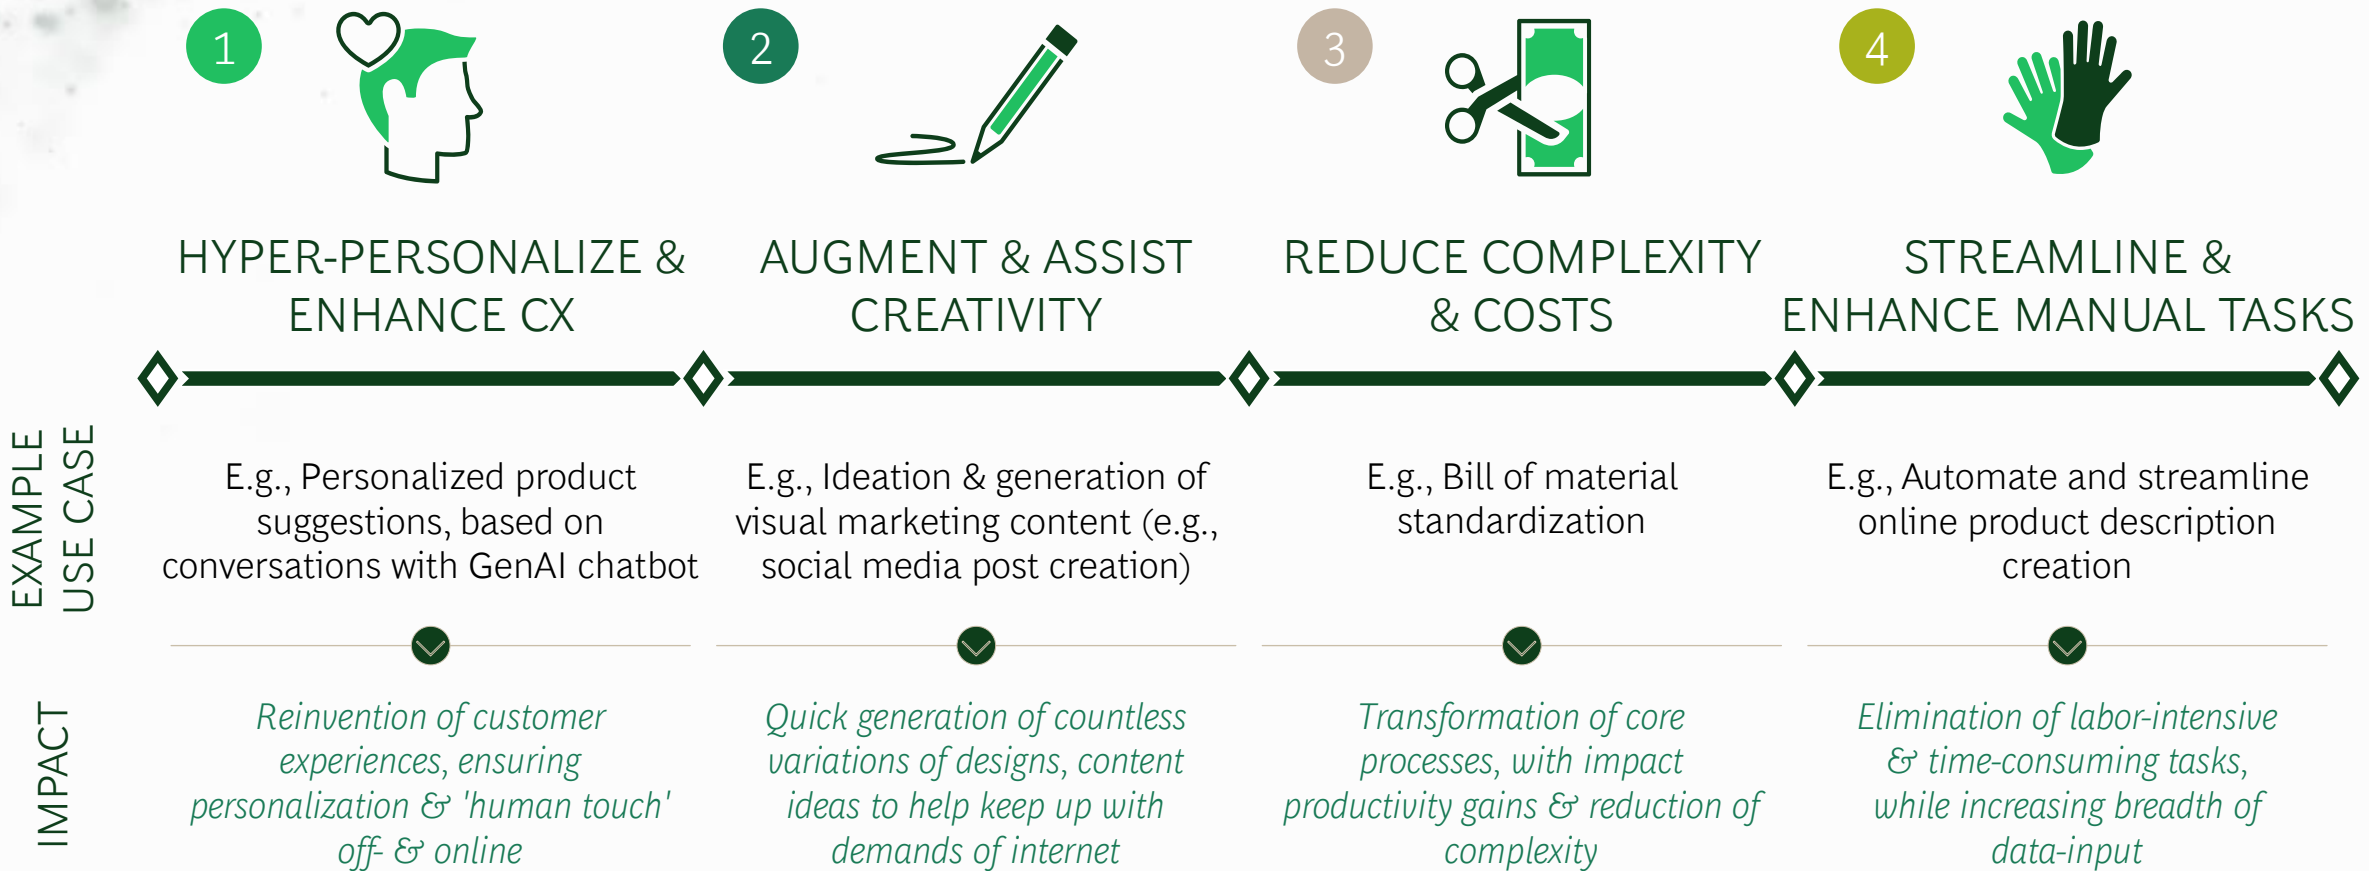 1
HYPER-PERSONALIZE &
ENHANCE CX
2
AUGMENT & ASSIST
CREATIVITY
3
REDUCE COMPLEXITY
& COSTS
4
STREAMLINE &
ENHANCE MANUAL TASKS
EXAMPLE
USE CASE
E.g., Personalized product
suggestions, based on
conversations with GenAI chatbot
E.g., Ideation & generation of
visual marketing content (e.g.,
social media post creation)
E.g., Bill of material
standardization
E.g., Automate and streamline
online product description
creation
IMPACT
Reinvention of customer
experiences, ensuring
personalization & 'human touch'
off- & online
Quick generation of countless
variations of designs, content
ideas to help keep up with
demands of internet
Transformation of core
processes, with impact
productivity gains & reduction of
complexity
Elimination of labor-intensive
& time-consuming tasks,
while increasing breadth of
data-input